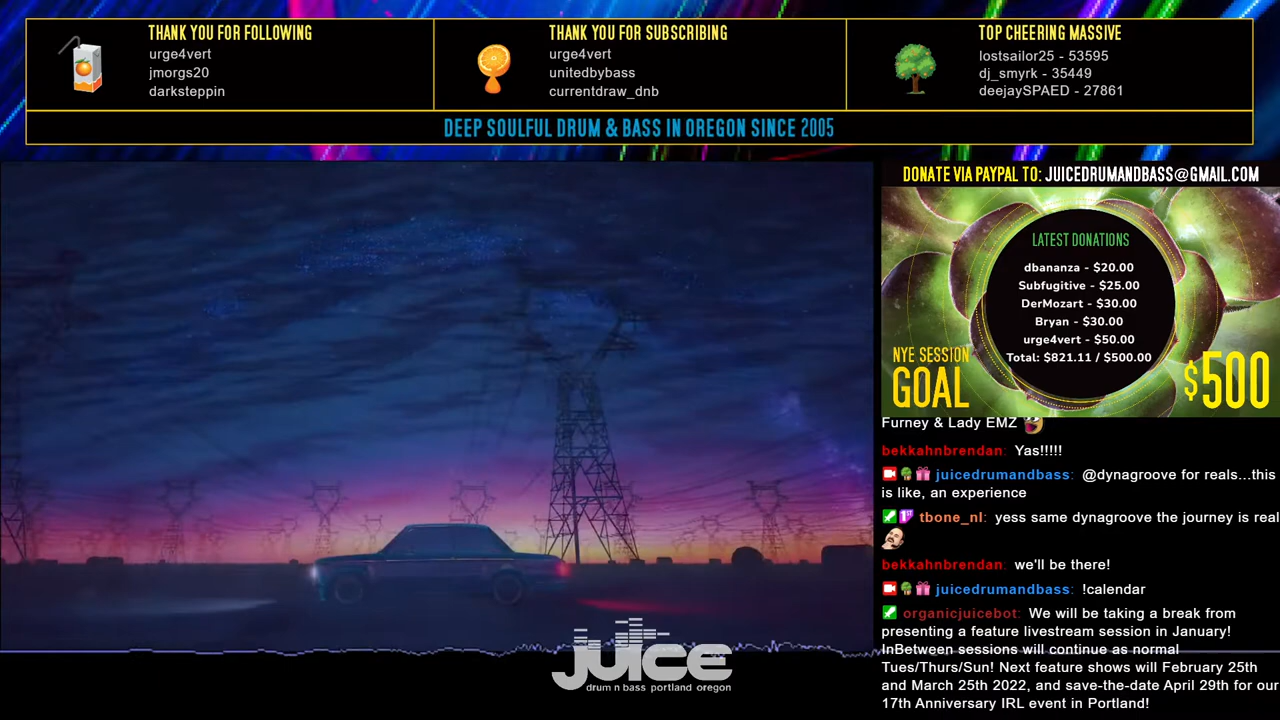 THANK YOU FOR FOLLOWING
urge4vert
jmorgs20
darksteppin
THANK YOU FOR SUBSCRIBING
urge4vert
unitedbybass
currentdraw_dnb
TOP CHEERING MASSIVE
lostsailor25 - 53595
dj_smyrk - 35449
deejaySPAED - 27861
DEEP SOULFUL DRUM & BASS IN OREGON SINCE 2005
DONATE VIA PAYPAL TO: JUICEDRUMANDBASS@GMAIL.COM
LATEST DONATIONS
dbananza - $20.00
Subfugitive - $25.00
DerMozart - $30.00
Bryan - $30.00
urge4vert - $50.00
Total: $821.11 / $500.00
NYE SESSION
GOAL
$500
Furney & Lady EMZ
bekkahnbrendan: Yas!!!!!
juicedrumandbass: @dynagroove for reals...this
is like, an experience
tbone_nl: yess same dynagroove the journey is real
bekkahnbrendan: we'll be there!
juicedrumandbass: !calendar
organicjuicebot: We will be taking a break from
presenting a feature livestream session in January!
InBetween sessions will continue as normal
Tues/Thurs/Sun! Next feature shows will February 25th
and March 25th 2022, and save-the-date April 29th for our
17th Anniversary IRL event in Portland!
juice
drum n bass portland oregon